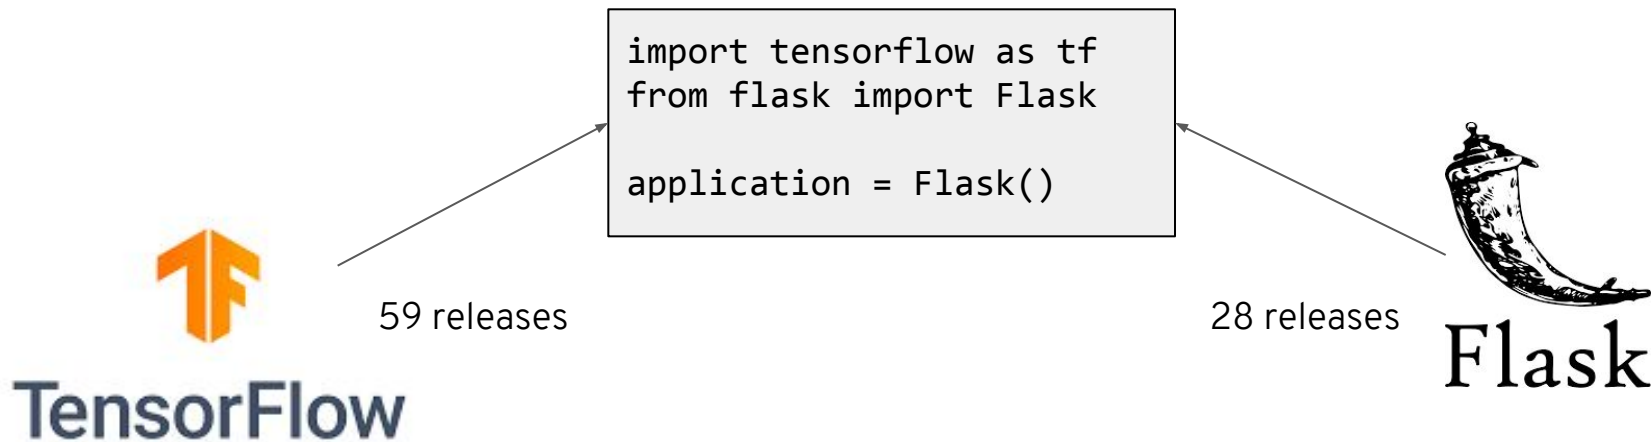 import tensorflow as tf
from flask import Flask
application = Flask()
59 releases
28 releases
TensorFlow
Flask